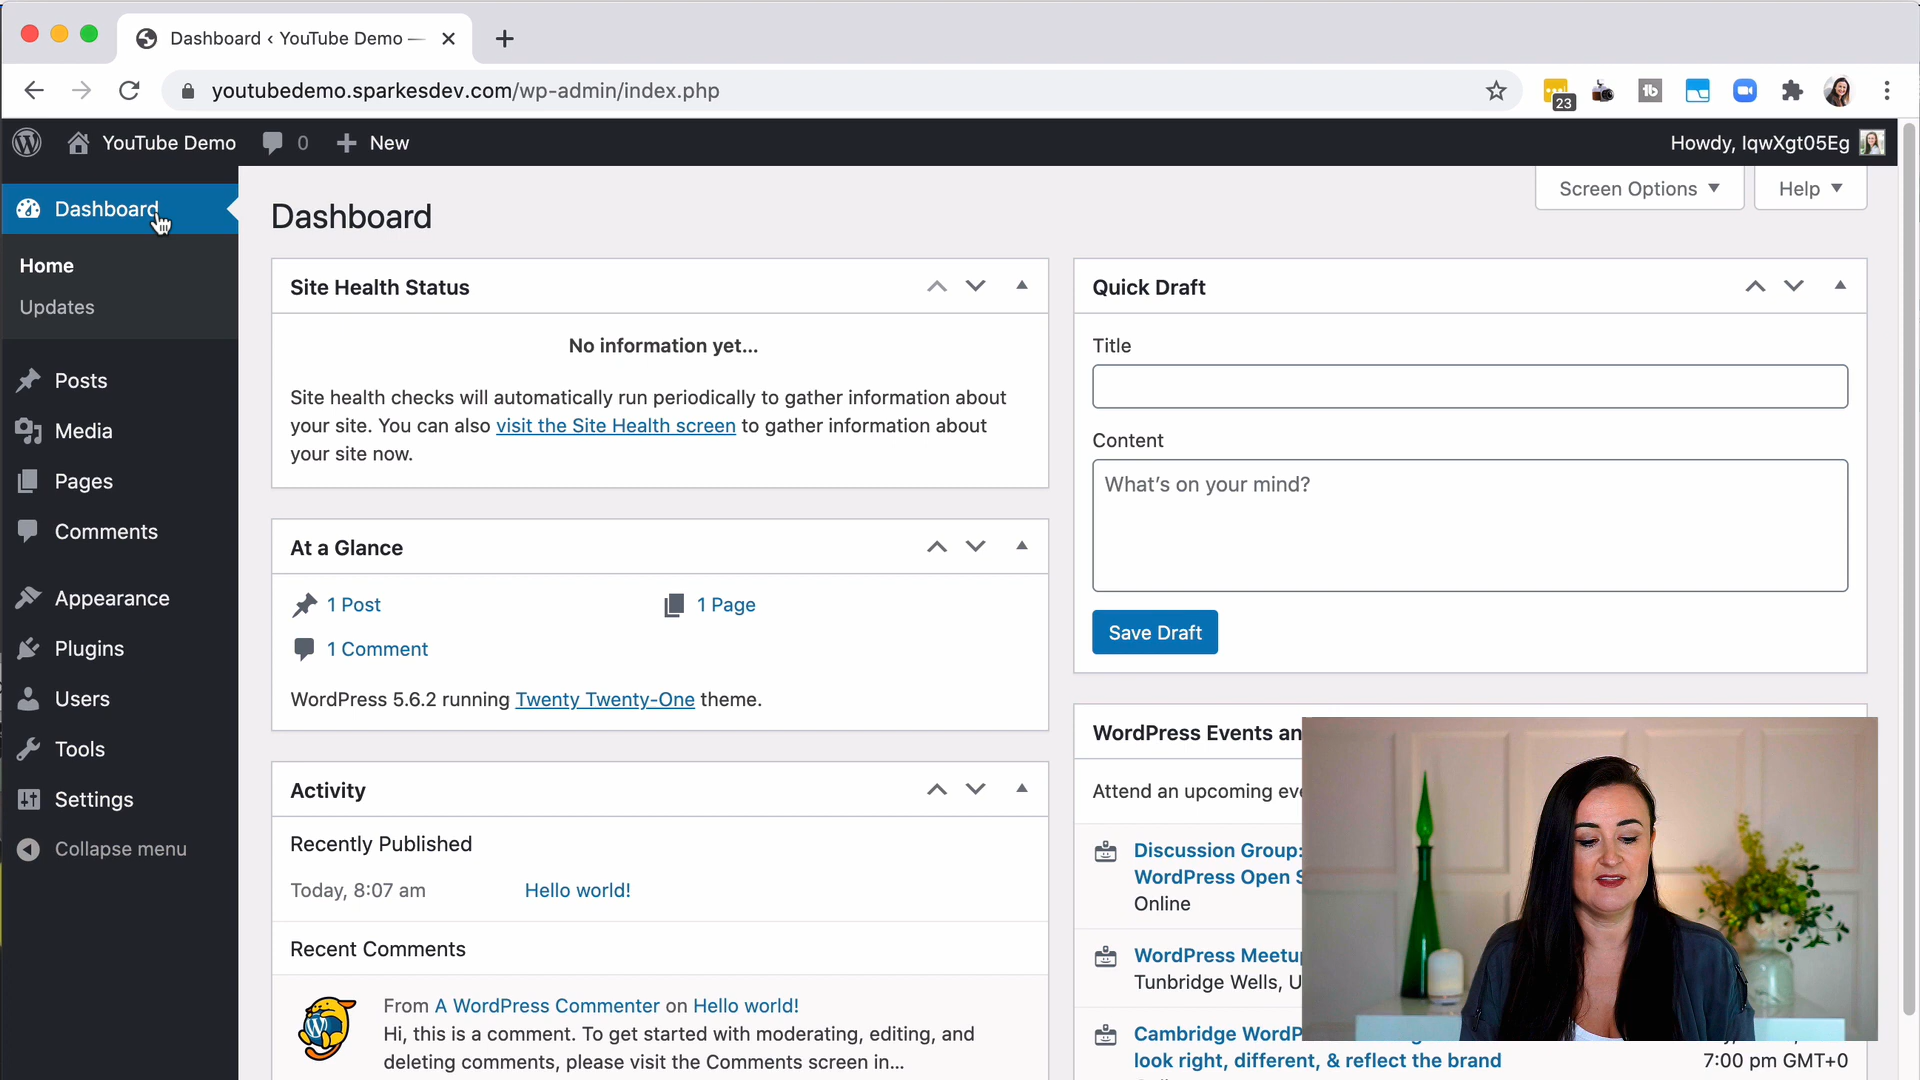 Dashboard ‹ YouTube Demo —
youtubedemo.sparkesdev.com/wp-admin/index.php
23
YouTube Demo
0
New
Howdy, IqwXgt05Eg
Dashboard
Home
Updates
Posts
Media
Pages
Comments
Appearance
Plugins
Users
Tools
Settings
Collapse menu
Screen Options
Help
Dashboard
Site Health Status
No information yet...
Site health checks will automatically run periodically to gather information about
your site. You can also visit the Site Health screen to gather information about
your site now.
At a Glance
1 Post
1 Page
1 Comment
WordPress 5.6.2 running Twenty Twenty-One theme.
Activity
Recently Published
Today, 8:07 am
Hello world!
Recent Comments
From A WordPress Commenter on Hello world!
Hi, this is a comment. To get started with moderating, editing, and
deleting comments, please visit the Comments screen in...
Quick Draft
Title
Content
What's on your mind?
Save Draft
WordPress Events an
Attend an upcoming eve
Discussion Group:
WordPress Open S
Online
WordPress Meetup
Tunbridge Wells, U
Cambridge WordP
look right, different, & reflect the brand
7:00 pm GMT+0